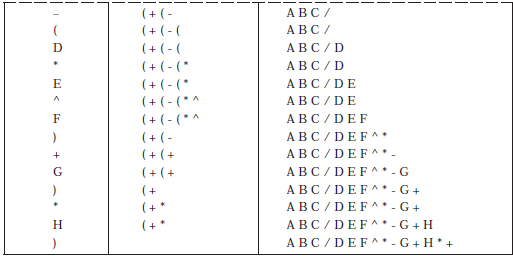 – ( + ( - A B C /
( ( + ( - ( A B C /
D ( + ( - ( A B C / D
* ( + ( - ( * A B C / D
E ( + ( - ( * A B C / D E
^ ( + ( - ( * ^ A B C / D E
F ( + ( - ( * ^ A B C / D E F
) ( + ( - A B C / D E F ^ *
+ ( + ( + A B C / D E F ^ * -
G ( + ( + A B C / D E F ^ * - G
) ( + A B C / D E F ^ * - G +
* ( + * A B C / D E F ^ * - G +
H ( + * A B C / D E F ^ * - G + H
) A B C / D E F ^ * - G + H * +